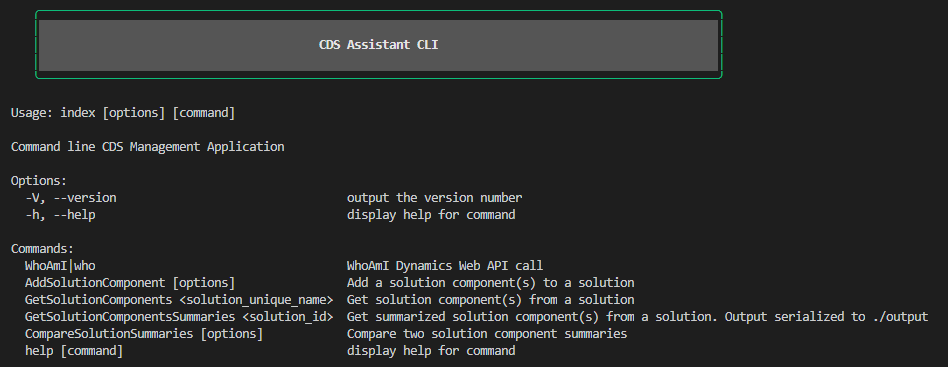 CDS Assistant CLI
Usage: index [options] [command]
Command line CDS Management Application
Options:
-V, --version output the version number
-h, --help display help for command
Commands:
WhoAmI|who WhoAmI Dynamics Web API call
AddSolutionComponent [options] Add a solution component(s) to a solution
GetSolutionComponents <solution_unique_name> Get solution component(s) from a solution
GetSolutionComponentsSummaries <solution_id> Get summarized solution component(s) from a solution. Output serialized to ./output
CompareSolutionSummaries [options] Compare two solution component summaries
help [command] display help for command